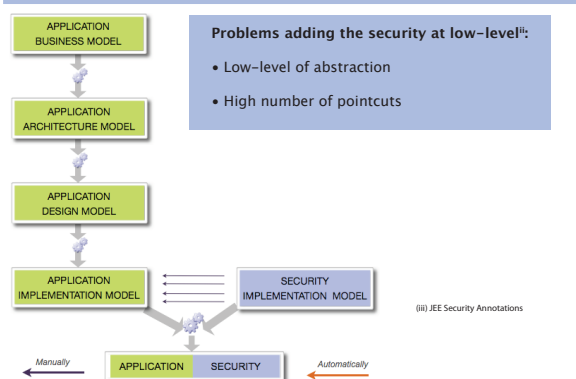 APPLICATION
BUSINESS MODEL
Problems adding the security at low-levelii:
• Low-level of abstraction
• High number of pointcuts
APPLICATION
ARCHITECTURE MODEL
APPLICATION
DESIGN MODEL
APPLICATION
IMPLEMENTATION MODEL
SECURITY
IMPLEMENTATION MODEL
(iii) JEE Security Annotations
Manually
APPLICATION SECURITY
Automatically